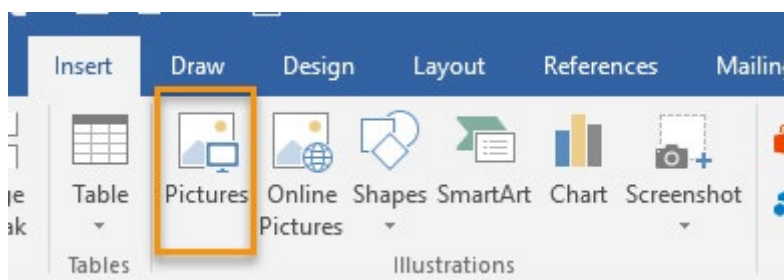 Insert Draw Design Layout References
Table Pictures Online Pictures Shapes SmartArt Chart Screenshot
Tables Illustrations